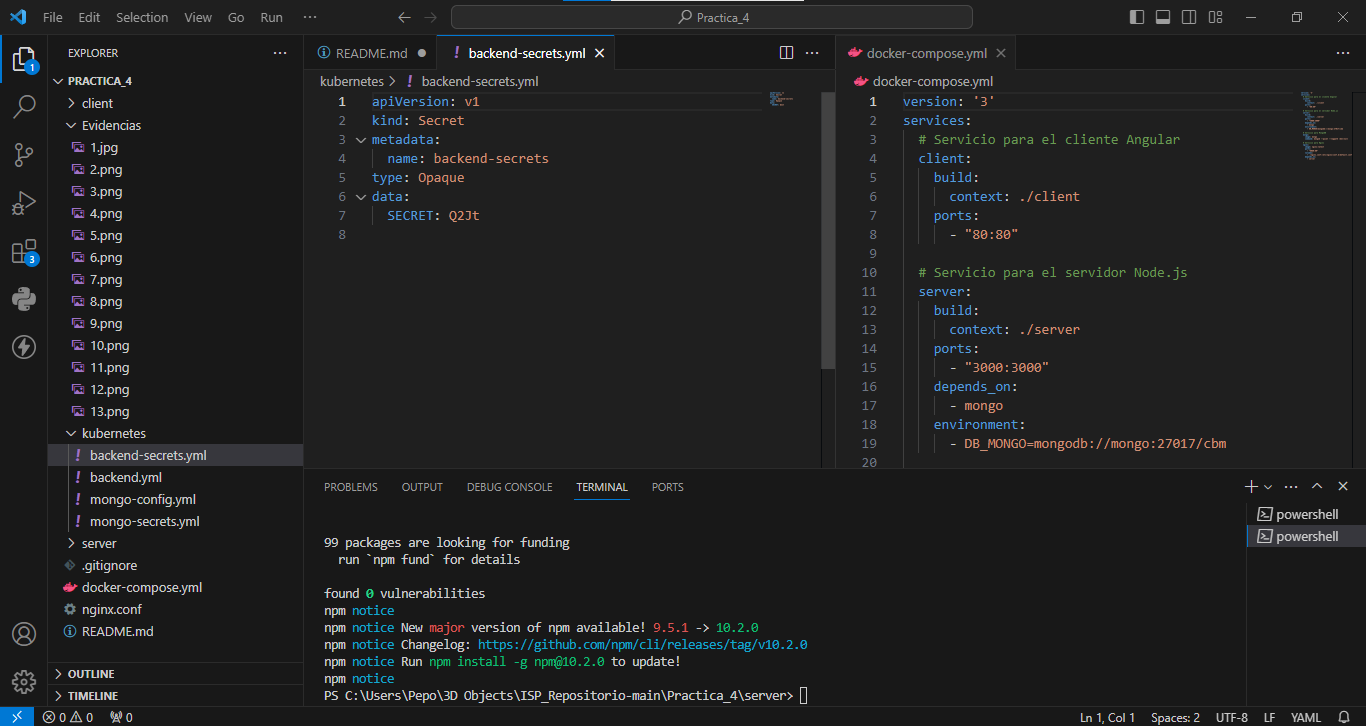 File Edit Selection View Go Run ··· Practica_4
EXPLORER
PRACTICA_4
client
Evidencias
1.jpg
2.png
3.png
4.png
5.png
6.png
7.png
8.png
9.png
10.png
11.png
12.png
13.png
kubernetes
backend-secrets.yml
backend.yml
mongo-config.yml
mongo-secrets.yml
server
.gitignore
docker-compose.yml
nginx.conf
README.md
OUTLINE
TIMELINE
1
3
README.md
backend-secrets.yml
kubernetes > backend-secrets.yml
1 apiVersion: v1
2 kind: Secret
3 metadata:
4 name: backend-secrets
5 type: Opaque
6 data:
7 SECRET: Q2Jt
8
docker-compose.yml
docker-compose.yml
1 version: '3'
2 services:
3 # Servicio para el cliente Angular
4 client:
5 build:
6 context: ./client
7 ports:
8 - "80:80"
9
10 # Servicio para el servidor Node.js
11 server:
12 build:
13 context: ./server
14 ports:
15 - "3000:3000"
16 depends_on:
17 - mongo
18 environment:
19 - DB_MONGO=mongodb://mongo:27017/cbm
20
PROBLEMS OUTPUT DEBUG CONSOLE TERMINAL PORTS
99 packages are looking for funding
run `npm fund` for details
found 0 vulnerabilities
npm notice
npm notice New major version of npm available! 9.5.1 -> 10.2.0
npm notice Changelog: https://github.com/npm/cli/releases/tag/v10.2.0
npm notice Run npm install -g npm@10.2.0 to update!
npm notice
PS C:\Users\Pepo\3D Objects\ISP_Repositorio-main\Practica_4\server>
powershell
powershell
0 0 0 Ln 1, Col 1 Spaces: 2 UTF-8 LF YAML